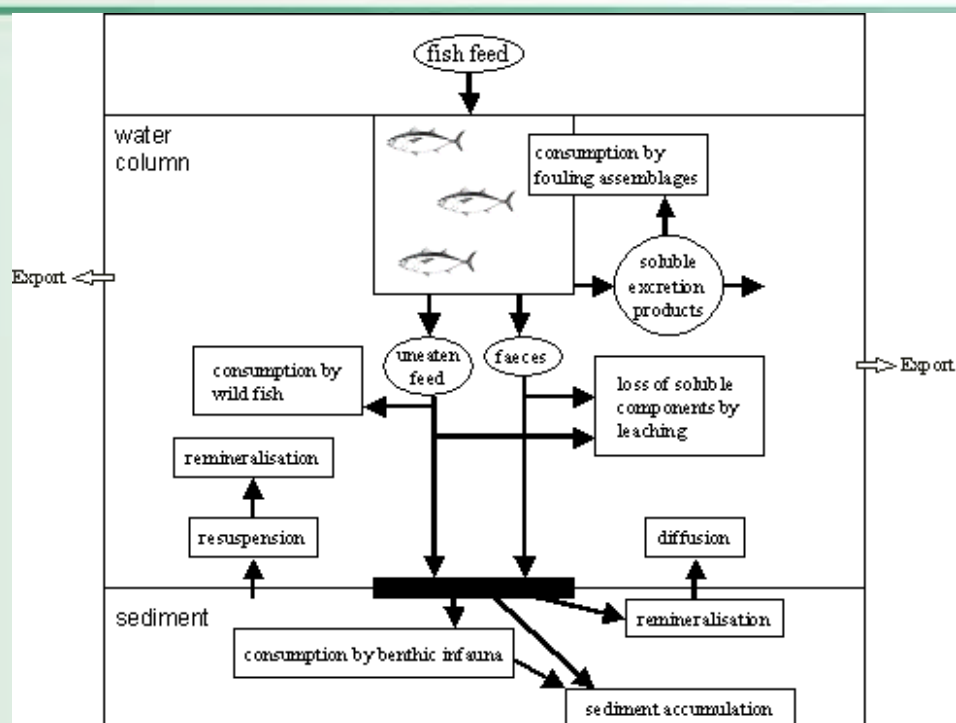 fish feed
water
column
consumption by
fouling assemblages
Export
soluble
excretion
products
uneaten
feed
faeces
Export
consumption by
wild fish
loss of soluble
components by
leaching
remineralisation
resuspension
diffusion
sediment
remineralisation
consumption by benthic infauna
sediment accumulation